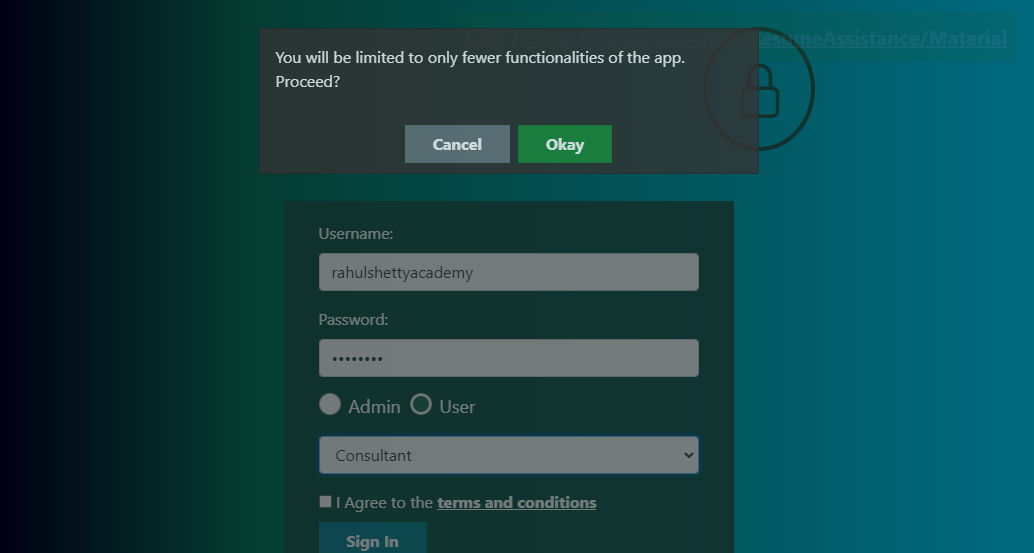 ResumeAssistance/Material
You will be limited to only fewer functionalities of the app.
Proceed?
Cancel
Okay
Username:
rahulshettyacademy
Password:
••••••••
Admin
User
Consultant
I Agree to the terms and conditions
Sign In